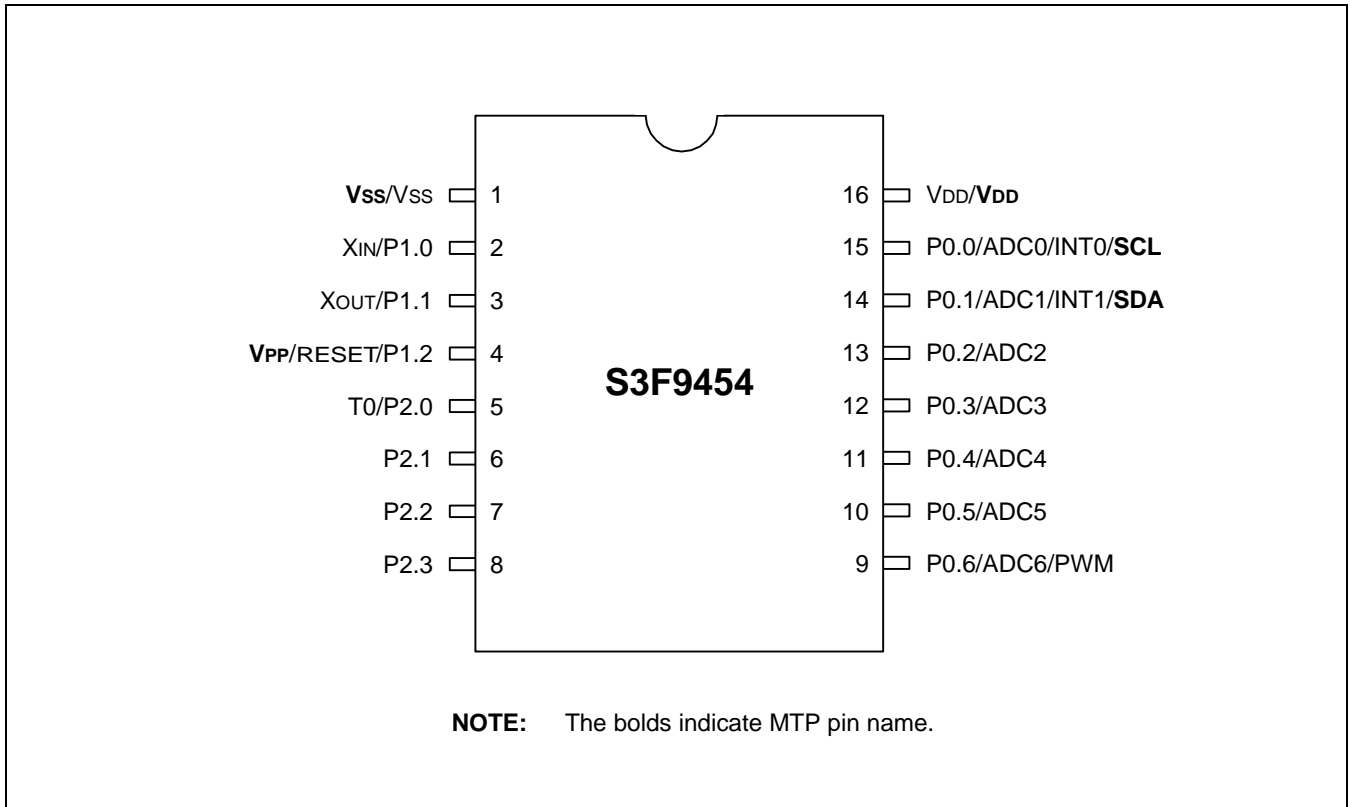 VSS/VSS 1 16 VDD/VDD
XIN/P1.0 2 15 P0.0/ADC0/INT0/SCL
XOUT/P1.1 3 14 P0.1/ADC1/INT1/SDA
VPP/RESET/P1.2 4 13 P0.2/ADC2
S3F9454
T0/P2.0 5 12 P0.3/ADC3
P2.1 6 11 P0.4/ADC4
P2.2 7 10 P0.5/ADC5
P2.3 8 9 P0.6/ADC6/PWM
NOTE: The bolds indicate MTP pin name.